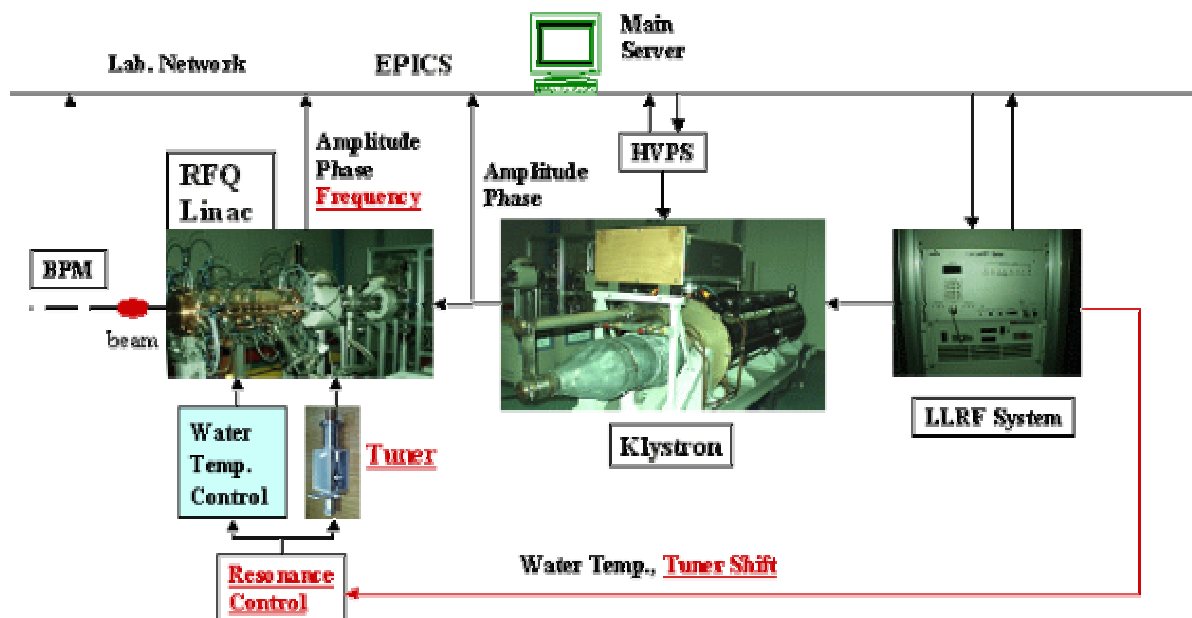 Main
Server
Lab. Network
EPICS
HVPS
Amplitude
Phase
Frequency
Amplitude
Phase
RFQ
Linac
BPM
beam
LLRF System
Klystron
Water
Temp.
Control
Tuner
Water Temp., Tuner Shift
Resonance
Control